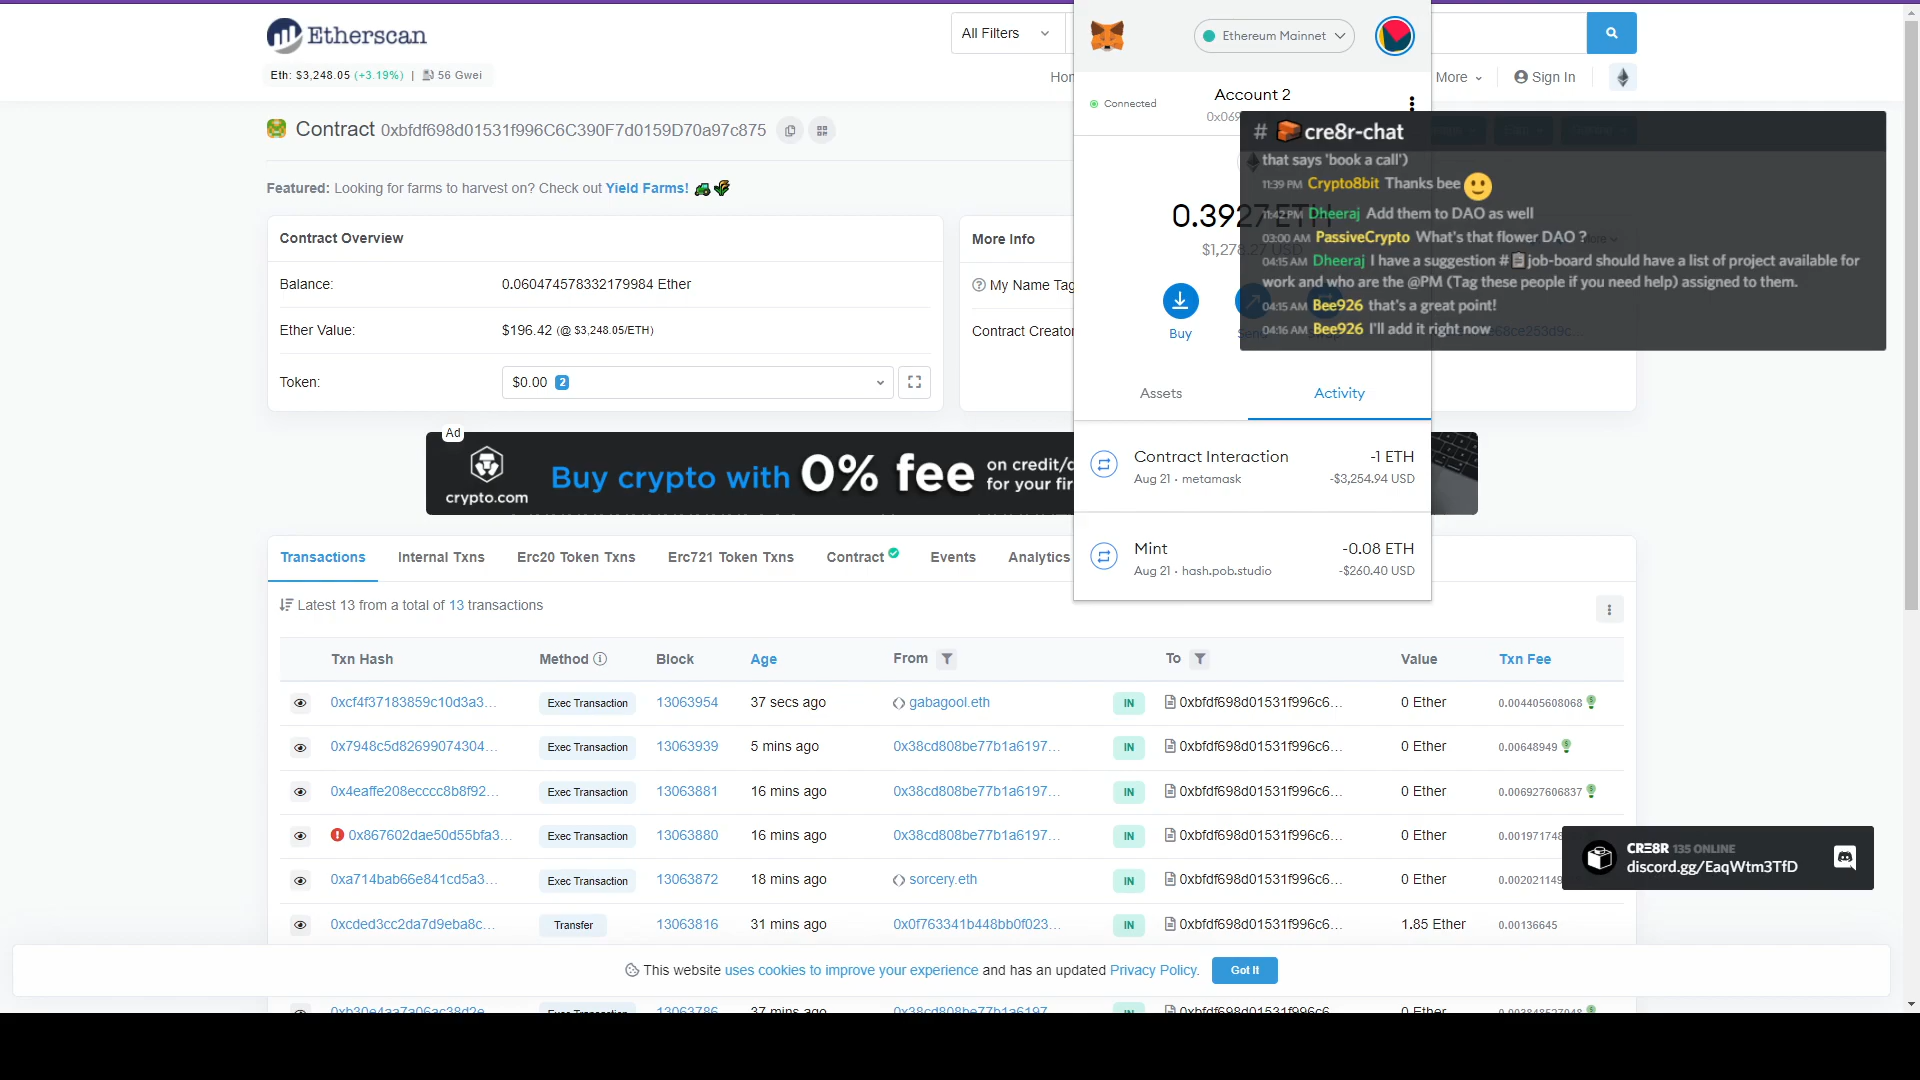 Etherscan
All Filters
Ethereum Mainnet
Eth: $3,248.05 (+3.19%) | 56 Gwei
More
Sign In
Connected
Account 2
Contract 0xbfdf698d01531f996C6C390F7d0159D70a97c875
# cre8r-chat
that says 'book a call')
11:39 PM Crypto8bit Thanks bee
11:42 PM Dheeraj Add them to DAO as well
03:00 AM PassiveCrypto What's that flower DAO ?
04:15 AM Dheeraj I have a suggestion # job-board should have a list of project available for
work and who are the @PM (Tag these people if you need help) assigned to them.
04:15 AM Bee926 that's a great point!
04:16 AM Bee926 I'll add it right now
Featured: Looking for farms to harvest on? Check out Yield Farms!
0.3927 ETH
$1,278.27 USD
Buy
Contract Overview
Balance: 0.060474578332179984 Ether
Ether Value: $196.42 (@ $3,248.05/ETH)
Token: $0.00 2
More Info
My Name Tag
Contract Creator
Assets
Activity
Contract Interaction -1 ETH
Aug 21 · metamask -$3,254.94 USD
Mint -0.08 ETH
Aug 21 · hash.pob.studio -$260.40 USD
Ad
crypto.com
Buy crypto with 0% fee
on credit/d
for your fir
Transactions Internal Txns Erc20 Token Txns Erc721 Token Txns Contract Events Analytics
Latest 13 from a total of 13 transactions
Txn Hash Method Block Age From To Value Txn Fee
0xcf4f37183859c10d3a3... Exec Transaction 13063954 37 secs ago gabagool.eth IN 0xbfdf698d01531f996c6... 0 Ether 0.004405608068
0x7948c5d82699074304... Exec Transaction 13063939 5 mins ago 0x38cd808be77b1a6197... IN 0xbfdf698d01531f996c6... 0 Ether 0.00648949
0x4eaffe208ecccc8b8f92... Exec Transaction 13063881 16 mins ago 0x38cd808be77b1a6197... IN 0xbfdf698d01531f996c6... 0 Ether 0.006927606837
0x867602dae50d55bfa3... Exec Transaction 13063880 16 mins ago 0x38cd808be77b1a6197... IN 0xbfdf698d01531f996c6... 0 Ether 0.00197174
0xa714bab66e841cd5a3... Exec Transaction 13063872 18 mins ago sorcery.eth IN 0xbfdf698d01531f996c6... 0 Ether 0.00202114
0xcded3cc2da7d9eba8c... Transfer 13063816 31 mins ago 0x0f763341b448bb0f023... IN 0xbfdf698d01531f996c6... 1.85 Ether 0.00136645
CRE8R 135 ONLINE
discord.gg/EaqWtm3TfD
This website uses cookies to improve your experience and has an updated Privacy Policy.
Got It